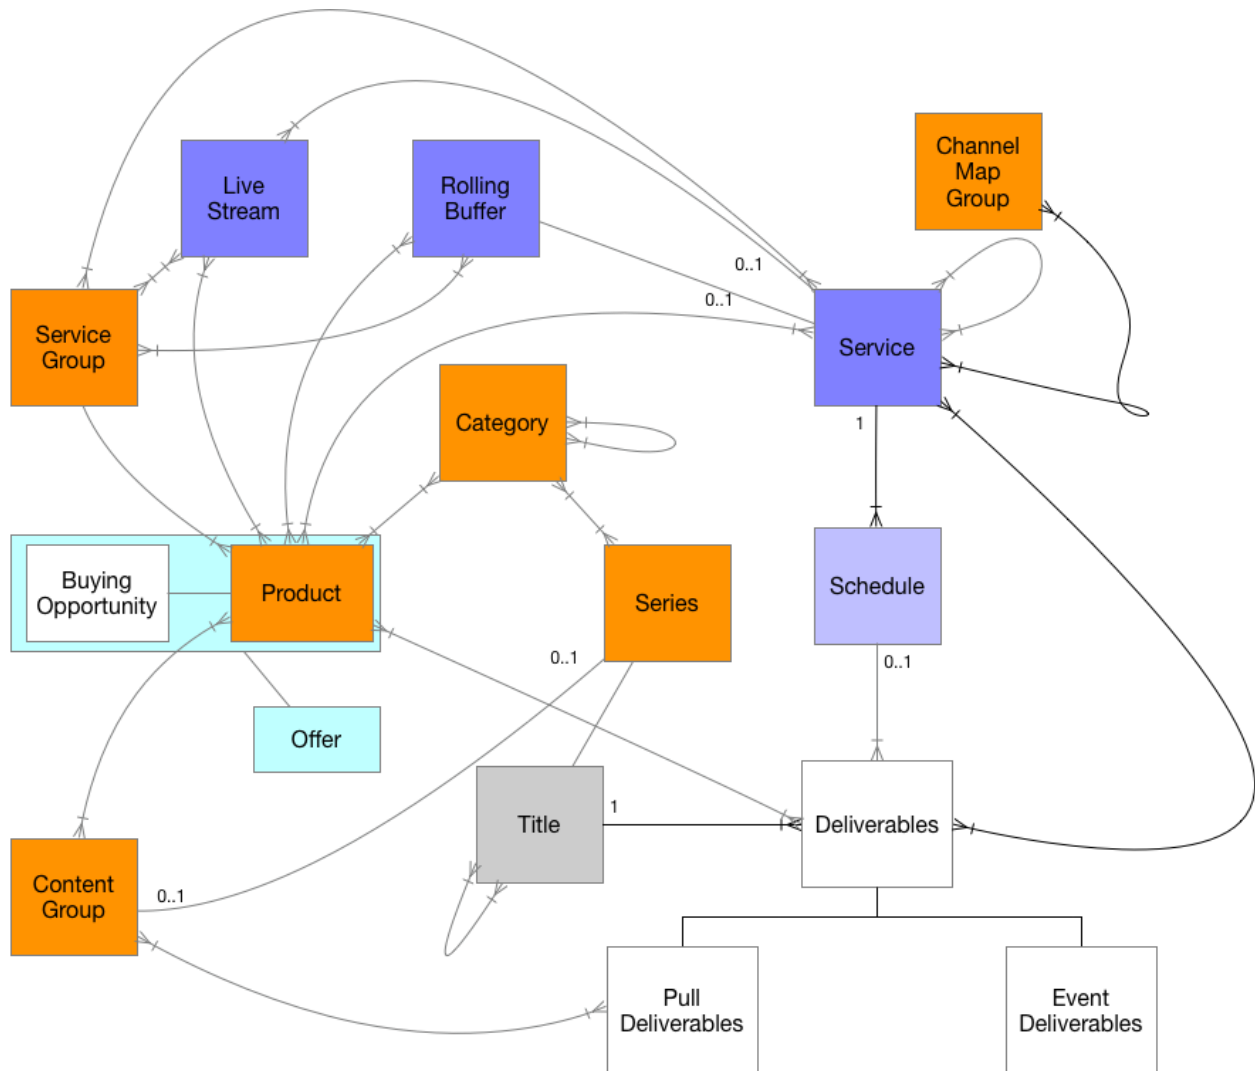 Channel
Map
Group
Live
Stream
Rolling
Buffer
0..1
0..1
Service
Group
Service
Category
1
Buying
Opportunity
Product
Series
Schedule
0..1
0..1
Offer
1
Title
Deliverables
Content
Group
0..1
Pull
Deliverables
Event
Deliverables